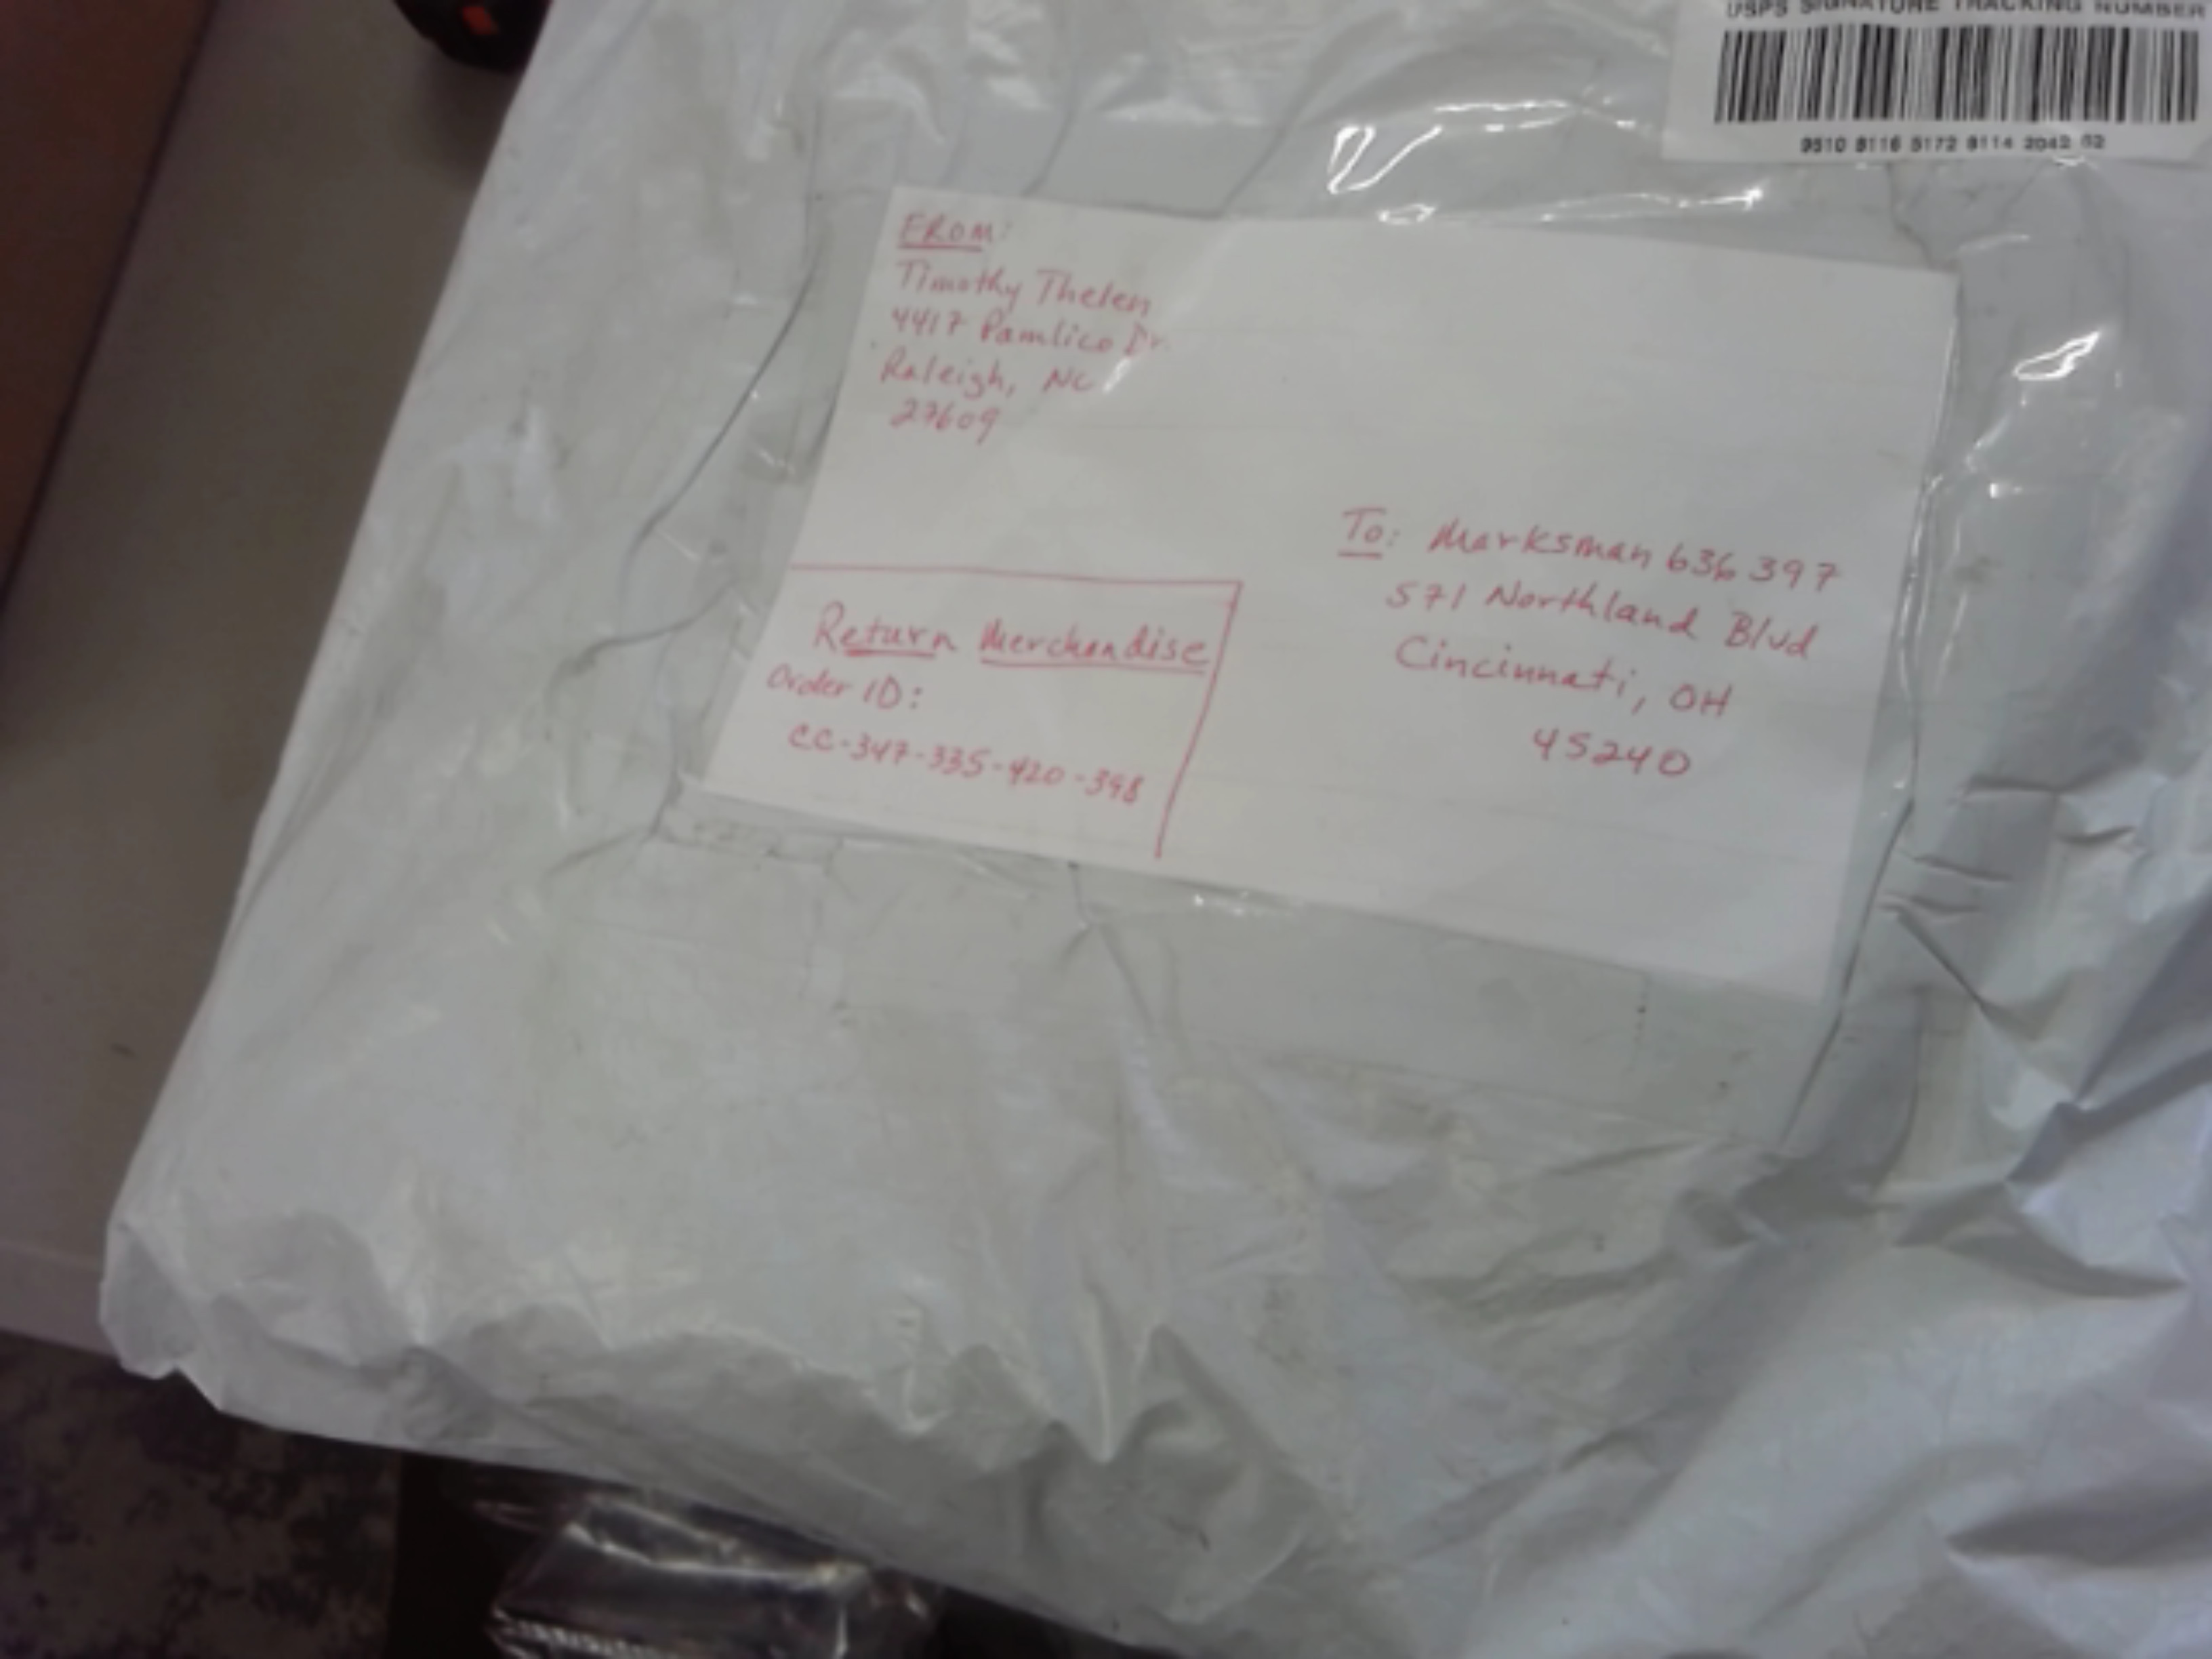 USPS SIGNATURE TRACKING NUMBER
9510 8116 5172 8114 2042 02
FROM:
Timothy Thelen
4417 Pamlico Dr.
Raleigh, NC
27609
To: Marksman 636397
571 Northland Blvd
Cincinnati, OH
45240
Return Merchandise
Order ID:
CC-347-335-420-398